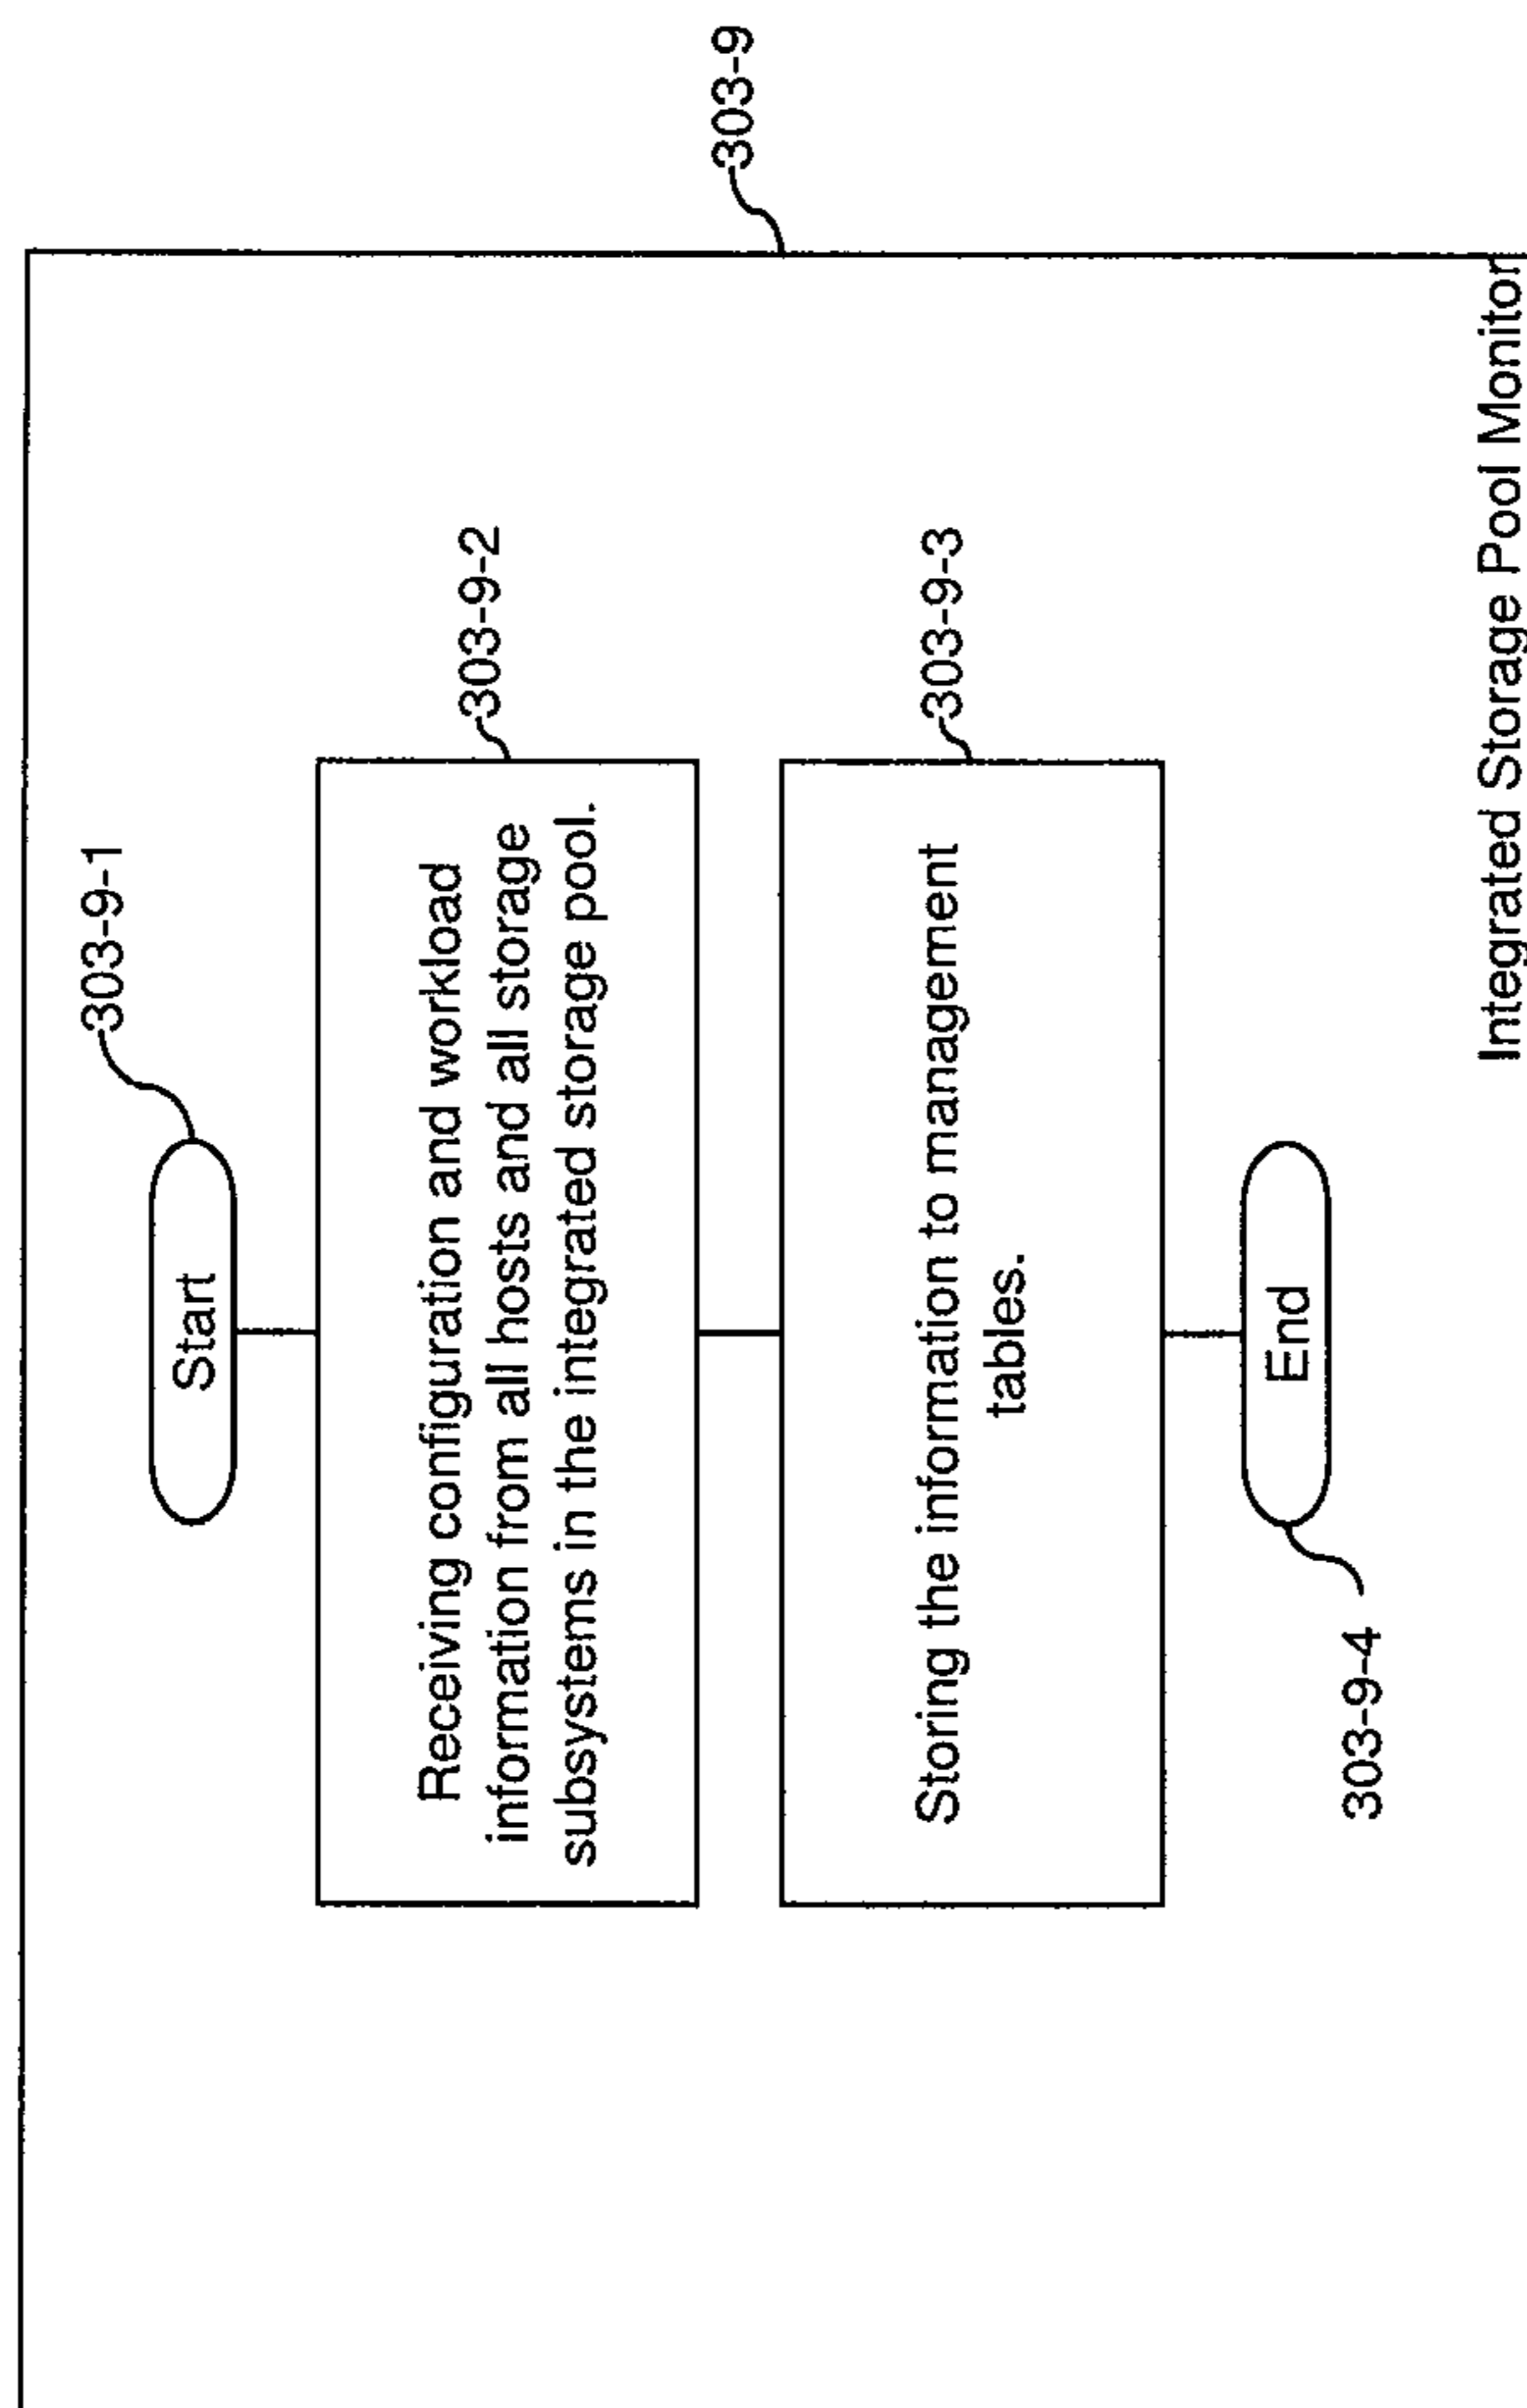 303-9-1
Start
303-9-2
Receiving configuration and workload
information from all hosts and all storage
subsystems in the integrated storage pool.
303-9
303-9-3
Storing the information to management
tables.
End
303-9-4
Integrated Storage Pool Monitor